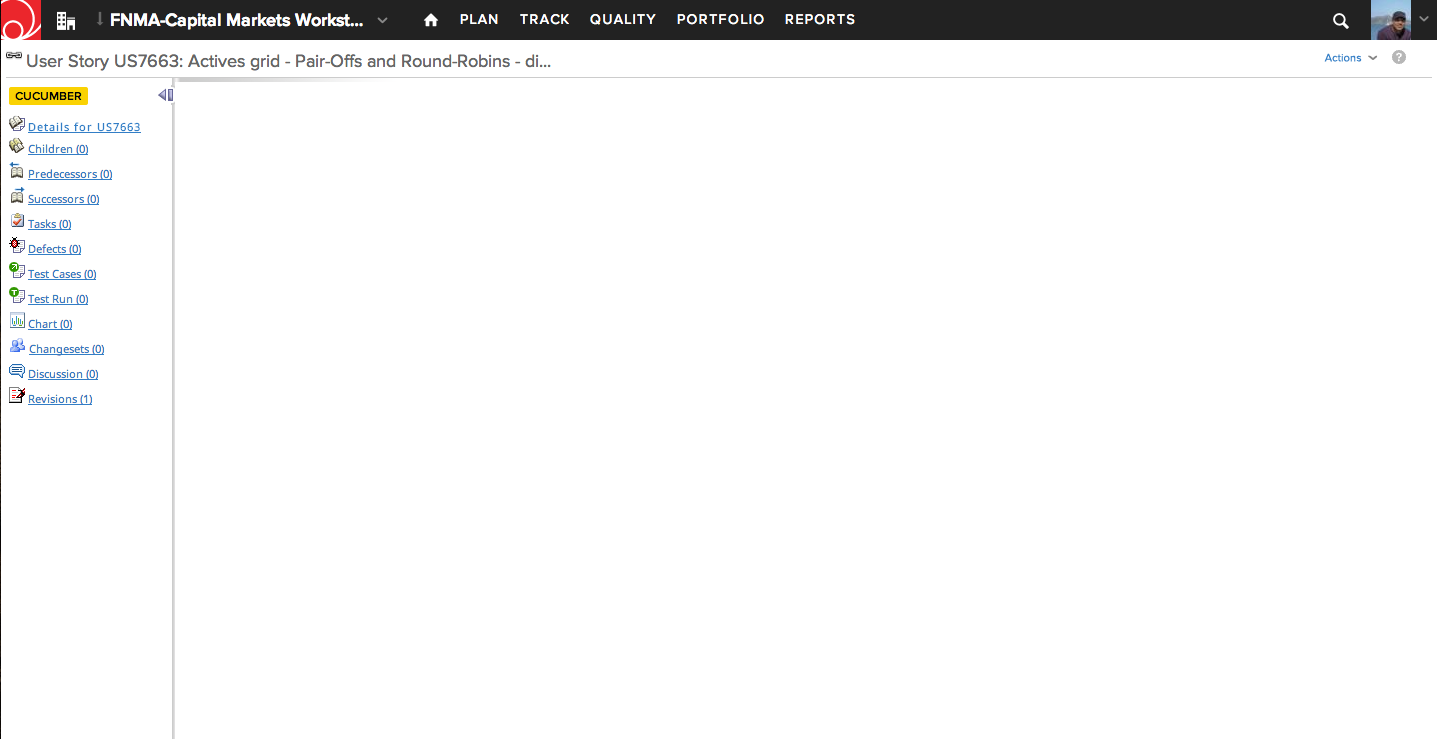 FNMA-Capital Markets Workst...
PLAN TRACK QUALITY PORTFOLIO REPORTS
User Story US7663: Actives grid - Pair-Offs and Round-Robins - di...
Actions
?
CUCUMBER
Details for US7663
Children (0)
Predecessors (0)
Successors (0)
Tasks (0)
Defects (0)
Test Cases (0)
Test Run (0)
Chart (0)
Changesets (0)
Discussion (0)
Revisions (1)